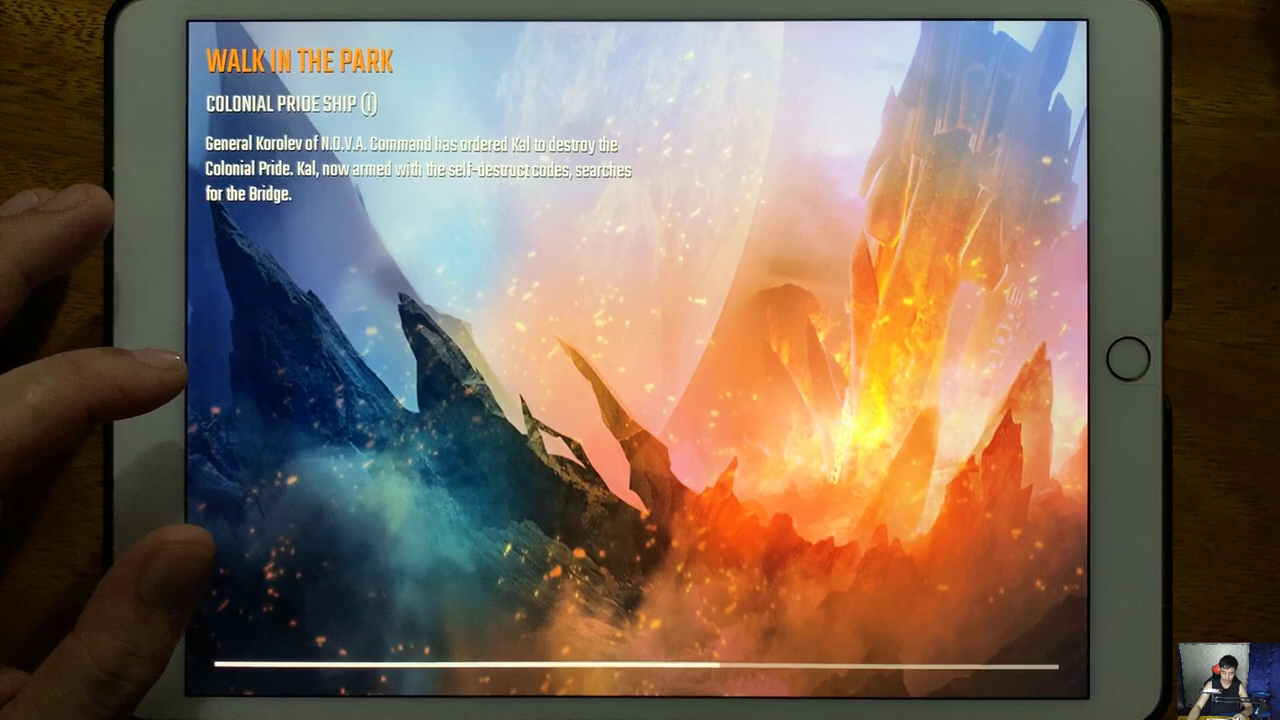 WALK IN THE PARK
COLONIAL PRIDE SHIP (I)
General Korolev of N.O.V.A. Command has ordered Kal to destroy the
Colonial Pride. Kal, now armed with the self-destruct codes, searches
for the Bridge.